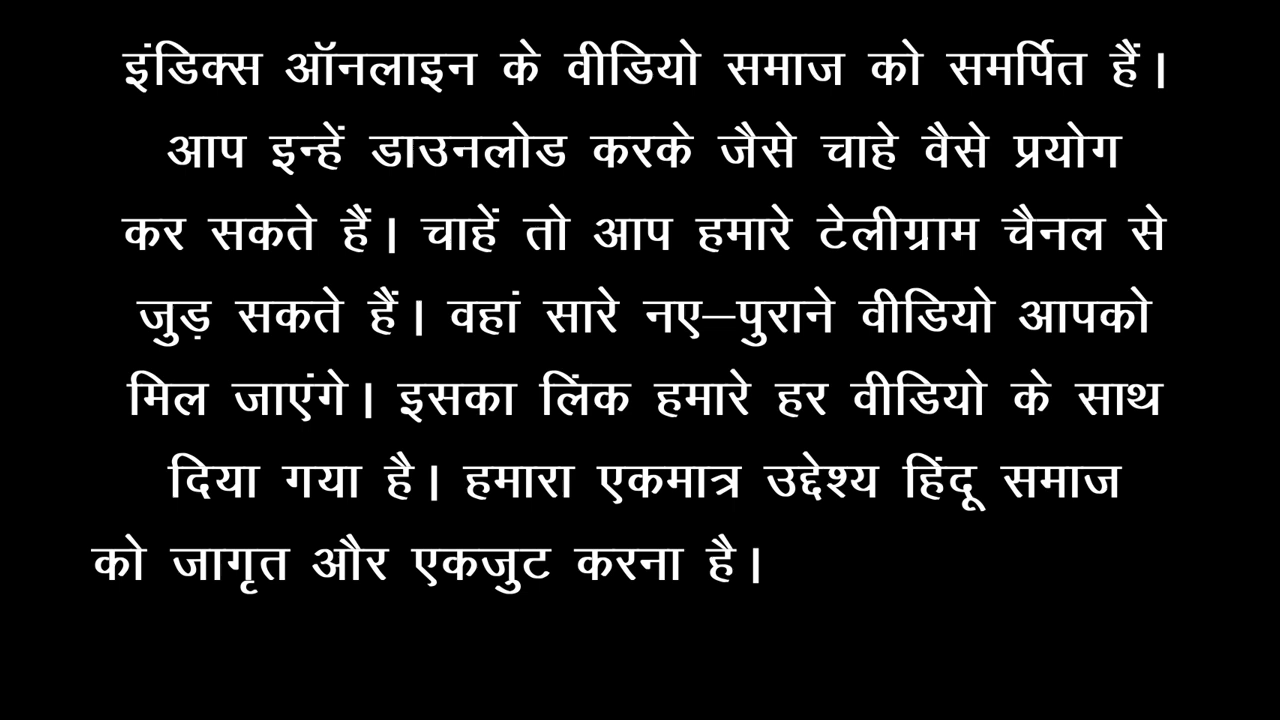 इंडिक्स ऑनलाइन के वीडियो समाज को समर्पित हैं।
आप इन्हें डाउनलोड करके जैसे चाहे वैसे प्रयोग
कर सकते हैं। चाहें तो आप हमारे टेलीग्राम चैनल से
जुड़ सकते हैं। वहां सारे नए–पुराने वीडियो आपको
मिल जाएंगे। इसका लिंक हमारे हर वीडियो के साथ
दिया गया है। हमारा एकमात्र उद्देश्य हिंदू समाज
को जागृत और एकजुट करना है।